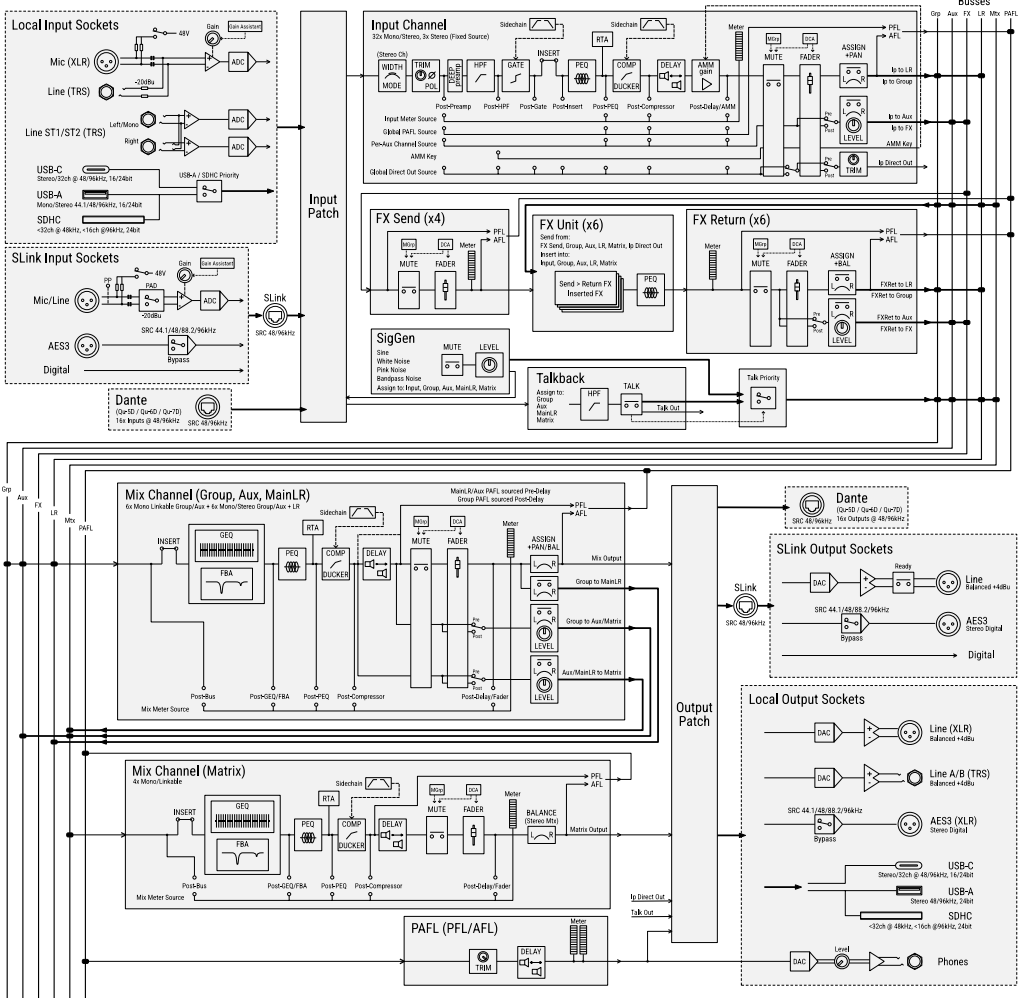 Busses
Grp Aux FX LR Mtx PAFL
Local Input Sockets
48V
Gain
Gain Assistant
Mic (XLR)
ADC
-20dBu
Line (TRS)
Left/Mono
ADC
Line ST1/ST2 (TRS)
Right
ADC
USB-C
Stereo/32ch @ 48/96kHz, 16/24bit
USB-A / SDHC Priority
USB-A
Mono/Stereo 44.1/48/96kHz, 16/24bit
SDHC
<32ch @ 48kHz, <16ch @96kHz, 24bit
SLink Input Sockets
PP
48V
Gain
Gain Assistant
PAD
Mic/Line
ADC
-20dBu
SRC 44.1/48/88.2/96kHz
AES3
Bypass
Digital
SLink
SRC 48/96kHz
Dante
(Qu-5D / Qu-6D / Qu-7D)
16x Inputs @ 48/96kHz
SRC 48/96kHz
Input
Patch
Input Channel
32x Mono/Stereo, 3x Stereo (Fixed Source)
Sidechain
Sidechain
Meter
PFL
AFL
RTA
MGrp
DCA
(Stereo Ch)
INSERT
MUTE
FADER
ASSIGN
+PAN
WIDTH
MODE
TRIM
POL
DEEP
preamp
HPF
GATE
PEQ
COMP
DUCKER
DELAY
AMM
gain
L R
Ip to LR
Ip to Group
Post-Preamp
Post-HPF
Post-Gate
Post-Insert
Post-PEQ
Post-Compressor
Post-Delay/AMM
Input Meter Source
Global PAFL Source
Per-Aux Channel Source
AMM Key
Global Direct Out Source
Pre
Post
L R
LEVEL
Ip to Aux
Ip to FX
AMM Key
Pre
Post
TRIM
Ip Direct Out
FX Send (x4)
PFL
AFL
MGrp
DCA
Meter
MUTE
FADER
FX Unit (x6)
Send from:
FX Send, Group, Aux, LR, Matrix, Ip Direct Out
Insert into:
Input, Group, Aux, LR, Matrix
Send > Return FX
Inserted FX
PEQ
FX Return (x6)
PFL
AFL
Meter
MGrp
DCA
MUTE
FADER
ASSIGN
+BAL
L R
FXRet to LR
FXRet to Group
Pre
Post
L R
LEVEL
FXRet to Aux
FXRet to FX
SigGen
Sine
White Noise
Pink Noise
Bandpass Noise
Assign to: Input, Group, Aux, MainLR, Matrix
MUTE
LEVEL
Talkback
Assign to:
Group
Aux
MainLR
Matrix
HPF
TALK
Talk Out
Talk Priority
Grp
Aux
FX
LR
Mtx
PAFL
Mix Channel (Group, Aux, MainLR)
6x Mono Linkable Group/Aux + 6x Mono/Stereo Group/Aux + LR
MainLR/Aux PAFL sourced Pre-Delay
Group PAFL sourced Post-Delay
PFL
AFL
Sidechain
RTA
MGrp
DCA
Meter
INSERT
GEQ
FBA
PEQ
COMP
DUCKER
DELAY
MUTE
FADER
ASSIGN
+PAN/BAL
L R
Mix Output
L R
Group to MainLR
Pre
Post
L R
LEVEL
Group to Aux/Matrix
Pre
Post
L R
LEVEL
Aux/MainLR to Matrix
Post-Bus
Post-GEQ/FBA
Post-PEQ
Post-Compressor
Post-Delay/Fader
Mix Meter Source
Mix Channel (Matrix)
4x Mono/Linkable
PFL
AFL
Sidechain
RTA
MGrp
DCA
Meter
INSERT
GEQ
FBA
PEQ
COMP
DUCKER
DELAY
MUTE
FADER
BALANCE
(Stereo Mtx)
L R
Matrix Output
Post-Bus
Post-GEQ/FBA
Post-PEQ
Post-Compressor
Post-Delay/Fader
Mix Meter Source
Ip Direct Out
Talk Out
PAFL (PFL/AFL)
TRIM
DELAY
Meter
Output
Patch
SLink
SRC 48/96kHz
Dante
(Qu-5D / Qu-6D / Qu-7D)
16x Outputs @ 48/96kHz
SRC 48/96kHz
SLink Output Sockets
DAC
Ready
Line
Balanced +4dBu
SRC 44.1/48/88.2/96kHz
Bypass
AES3
Stereo Digital
Digital
Local Output Sockets
DAC
Line (XLR)
Balanced +4dBu
DAC
Line A/B (TRS)
Balanced +4dBu
SRC 44.1/48/88.2/96kHz
Bypass
AES3 (XLR)
Stereo Digital
USB-C
Stereo/32ch @ 48/96kHz, 16/24bit
USB-A
Stereo 48/96kHz, 24bit
SDHC
<32ch @ 48kHz, <16ch @96kHz, 24bit
DAC
Level
Phones